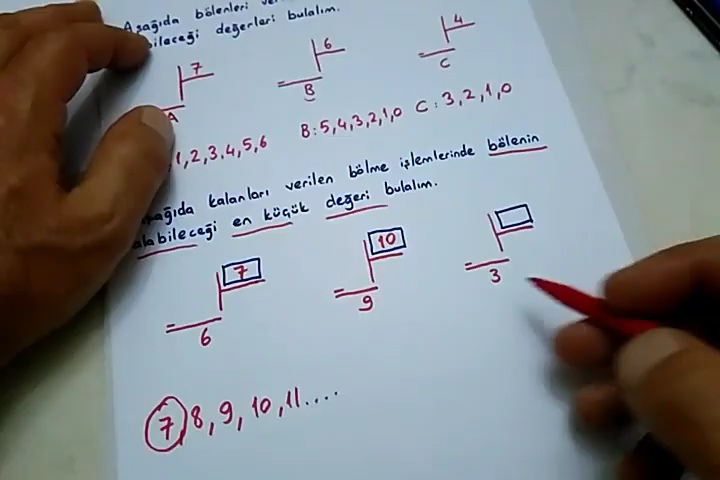 Aşağıda bölenleri
bileceği değerleri bulalım.
7 6 4
A B C
1,2,3,4,5,6 B:5,4,3,2,1,0 C:3,2,1,0
kalanları verilen bölme işlemlerinde bölenin
alabileceği en küçük değeri bulalım.
7 10
6 9 3
7,8,9,10,11....